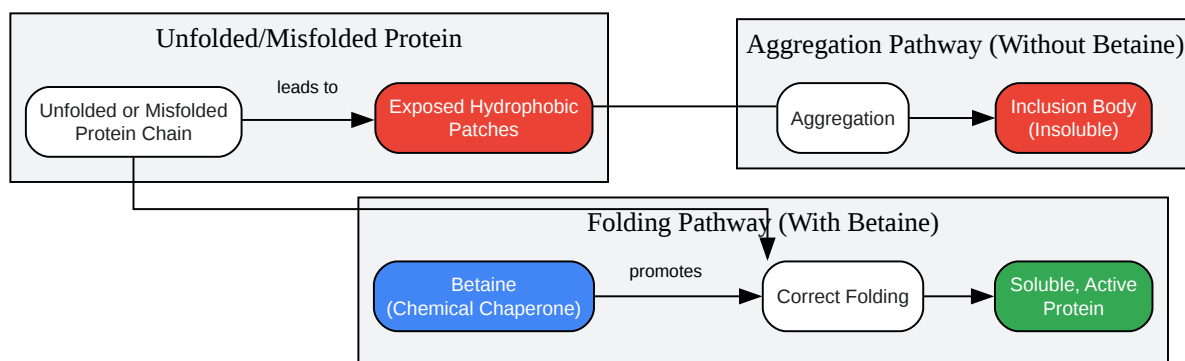 Unfolded/Misfolded Protein
Unfolded or Misfolded
Protein Chain
leads to
Exposed Hydrophobic
Patches
Aggregation Pathway (Without Betaine)
Aggregation
Inclusion Body
(Insoluble)
Folding Pathway (With Betaine)
Betaine
(Chemical Chaperone)
promotes
Correct Folding
Soluble, Active
Protein